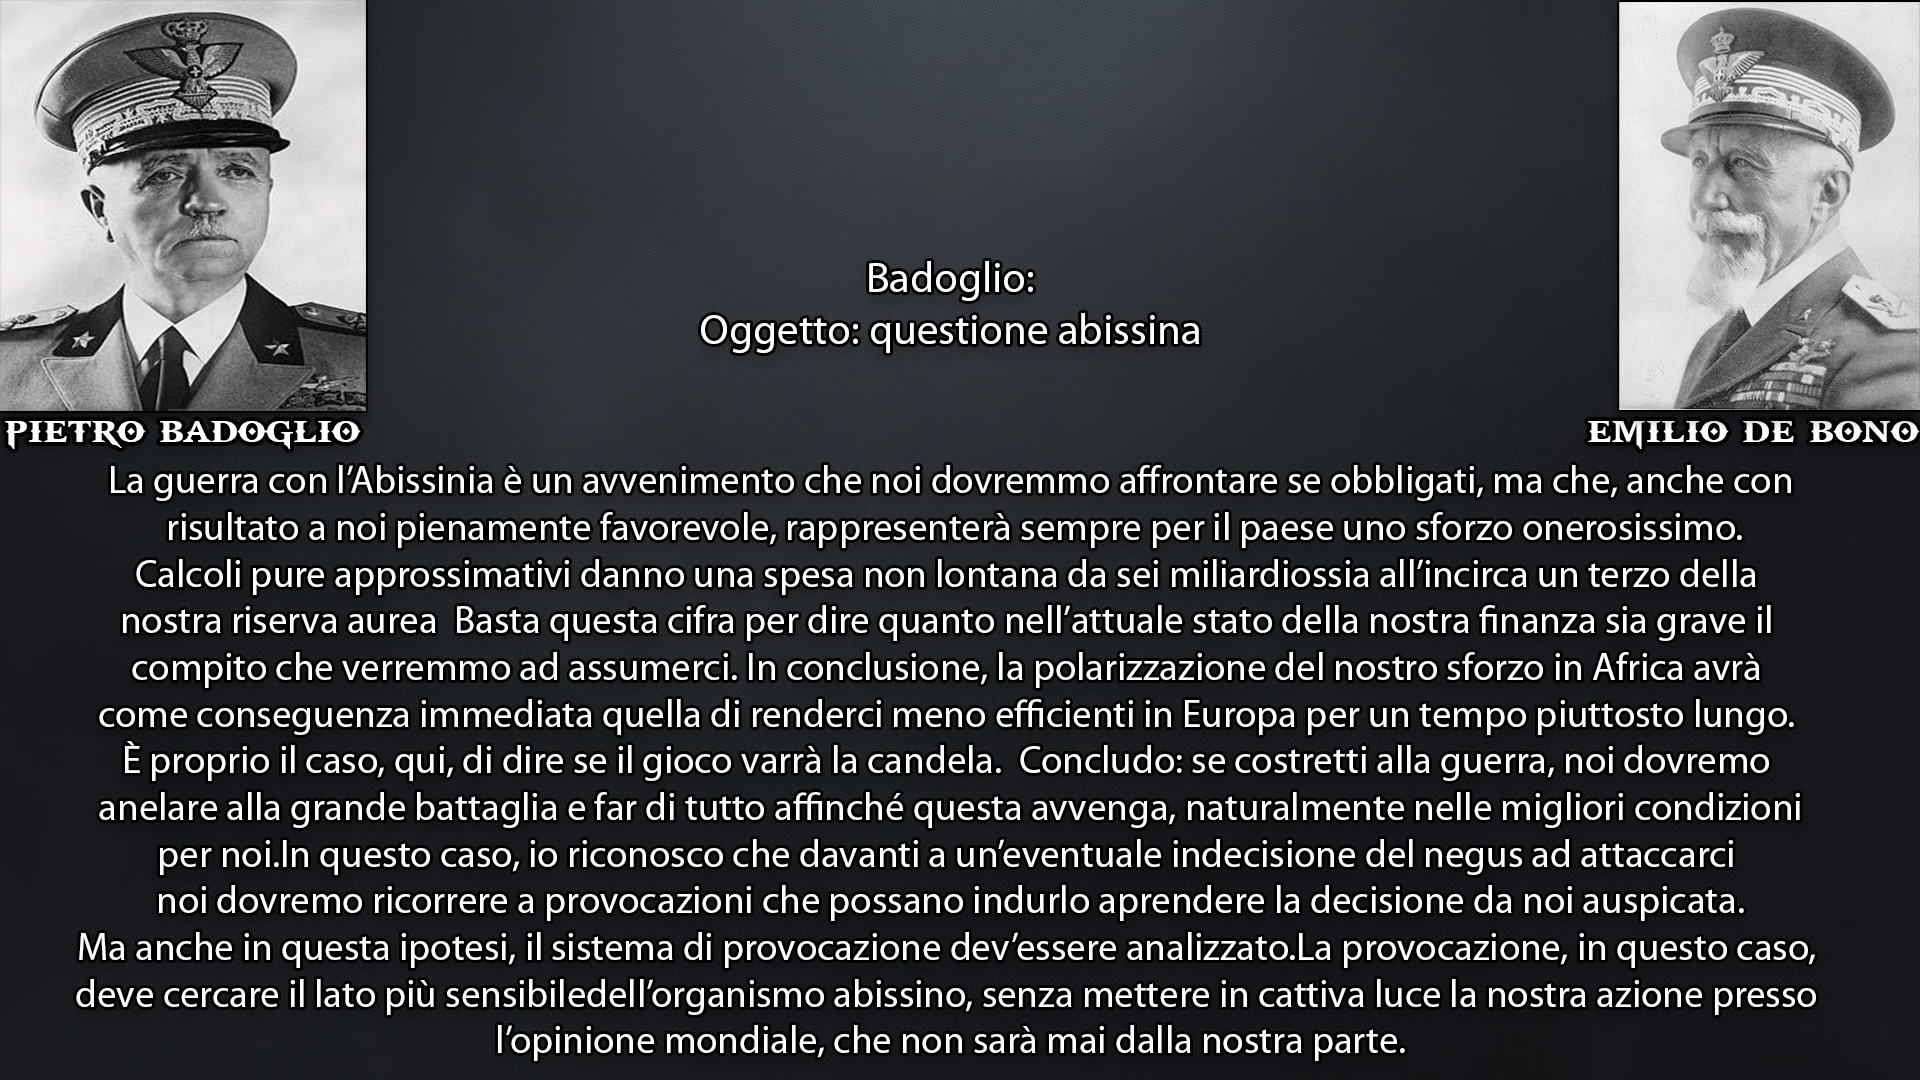 Badoglio:
Oggetto: questione abissina
PIETRO BADOGLIO
EMILIO DE BONO
La guerra con l’Abissinia è un avvenimento che noi dovremmo affrontare se obbligati, ma che, anche con
risultato a noi pienamente favorevole, rappresenterà sempre per il paese uno sforzo onerosissimo.
Calcoli pure approssimativi danno una spesa non lontana da sei miliardiossia all’incirca un terzo della
nostra riserva aurea  Basta questa cifra per dire quanto nell’attuale stato della nostra finanza sia grave il
compito che verremmo ad assumerci. In conclusione, la polarizzazione del nostro sforzo in Africa avrà
come conseguenza immediata quella di renderci meno efficienti in Europa per un tempo piuttosto lungo.
È proprio il caso, qui, di dire se il gioco varrà la candela.  Concludo: se costretti alla guerra, noi dovremo
anelare alla grande battaglia e far di tutto affinché questa avvenga, naturalmente nelle migliori condizioni
per noi.In questo caso, io riconosco che davanti a un’eventuale indecisione del negus ad attaccarci
noi dovremo ricorrere a provocazioni che possano indurlo aprendere la decisione da noi auspicata.
Ma anche in questa ipotesi, il sistema di provocazione dev’essere analizzato.La provocazione, in questo caso,
deve cercare il lato più sensibiledell’organismo abissino, senza mettere in cattiva luce la nostra azione presso
l’opinione mondiale, che non sarà mai dalla nostra parte.